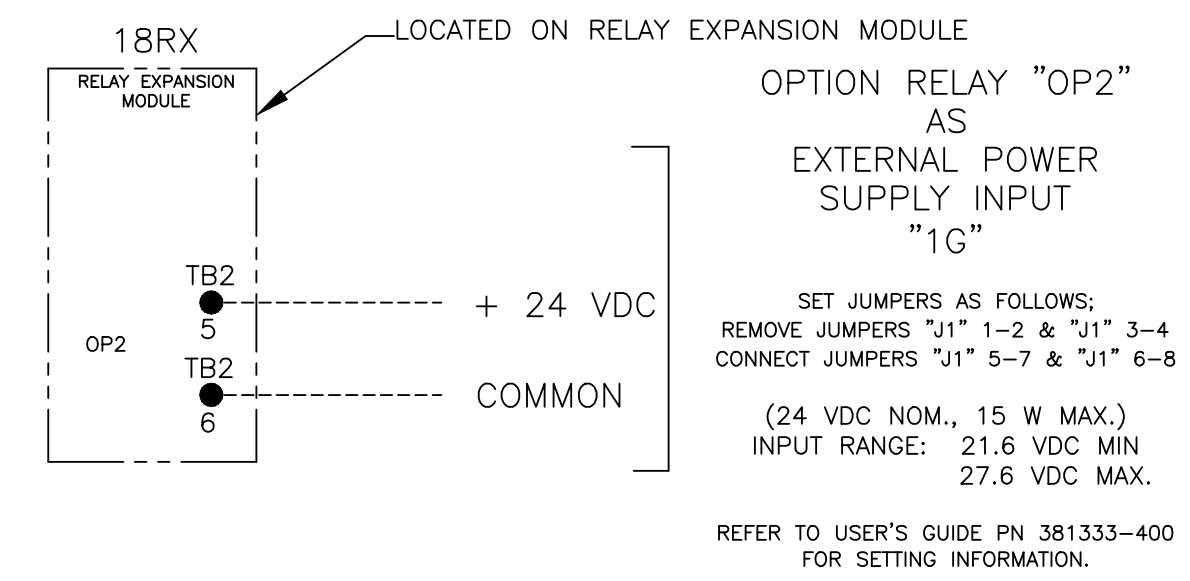 18RX
LOCATED ON RELAY EXPANSION MODULE
RELAY EXPANSION
MODULE
TB2
5
OP2
TB2
6
+ 24 VDC
COMMON
OPTION RELAY "OP2"
AS
EXTERNAL POWER
SUPPLY INPUT
"1G"
SET JUMPERS AS FOLLOWS;
REMOVE JUMPERS "J1" 1-2 & "J1" 3-4
CONNECT JUMPERS "J1" 5-7 & "J1" 6-8
(24 VDC NOM., 15 W MAX.)
INPUT RANGE: 21.6 VDC MIN
27.6 VDC MAX.
REFER TO USER'S GUIDE PN 381333-400
FOR SETTING INFORMATION.